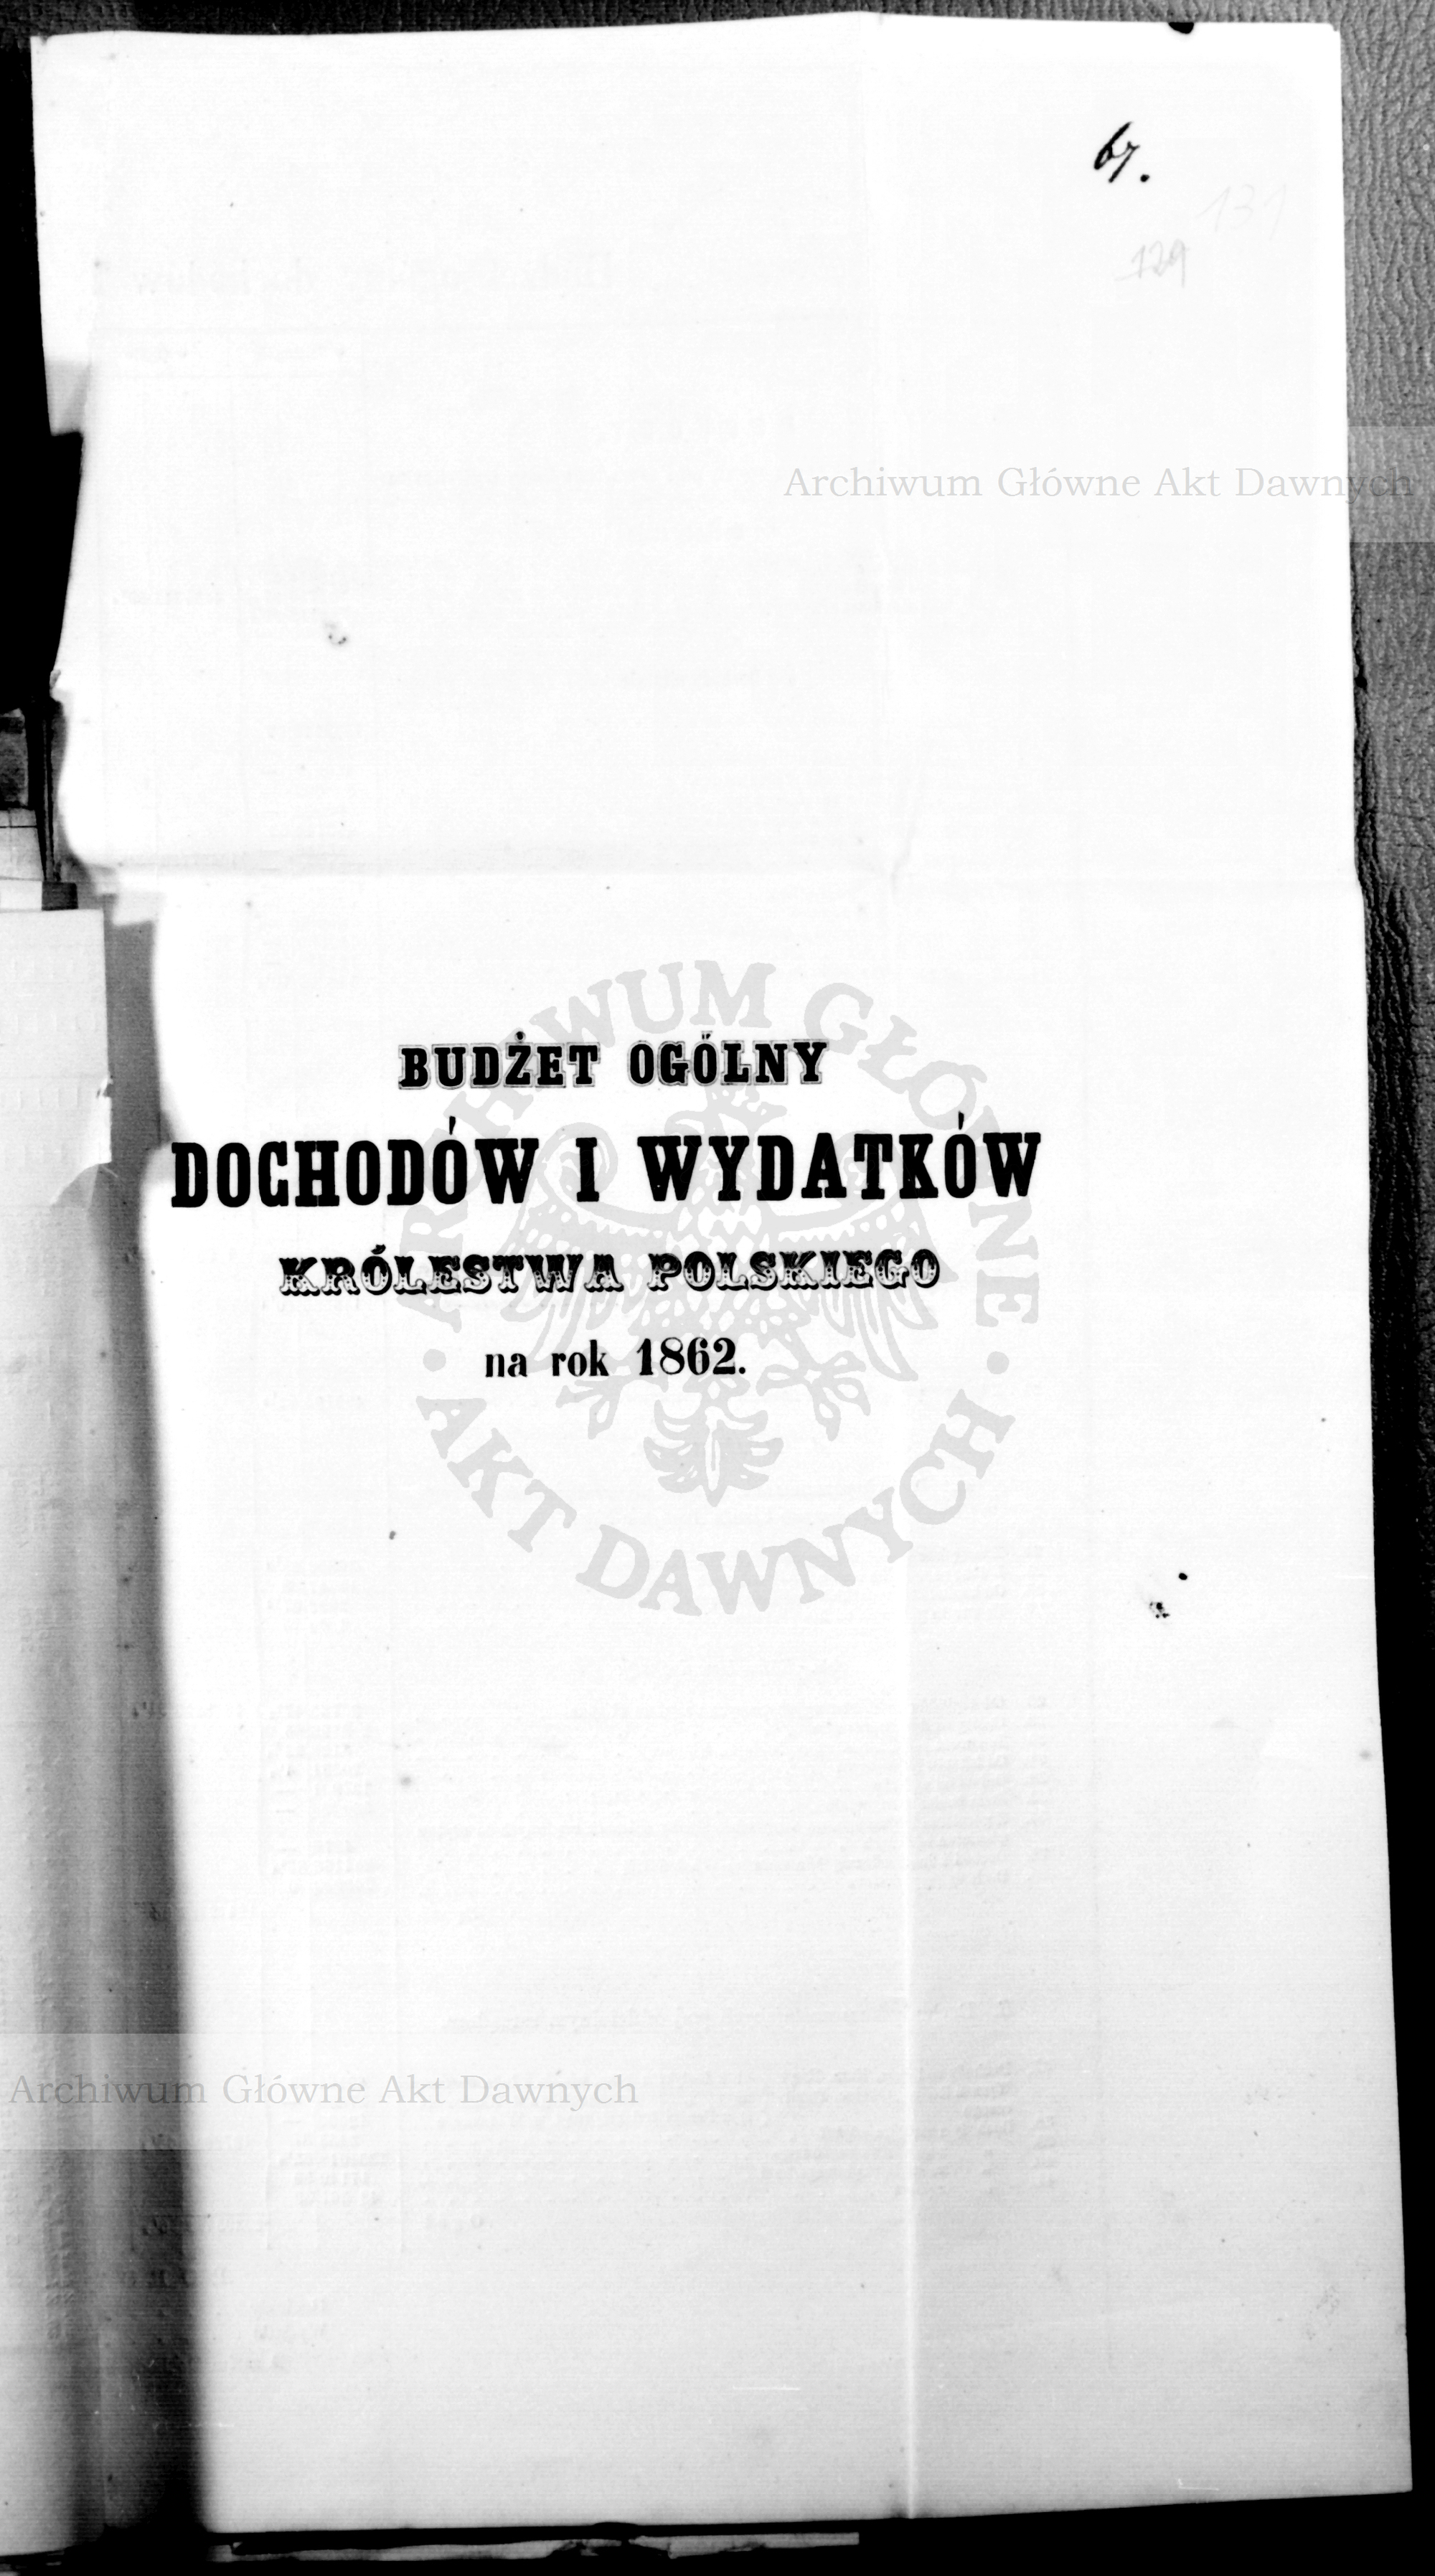 67.
131
129
Archiwum Główne Akt Dawnych
BUDŻET OGÓLNY
DOCHODÓW I WYDATKÓW
KRÓLESTWA POLSKIEGO
na rok 1862.
ARCHIWUM GŁÓWNE
AKT DAWNYCH
Archiwum Główne Akt Dawnych